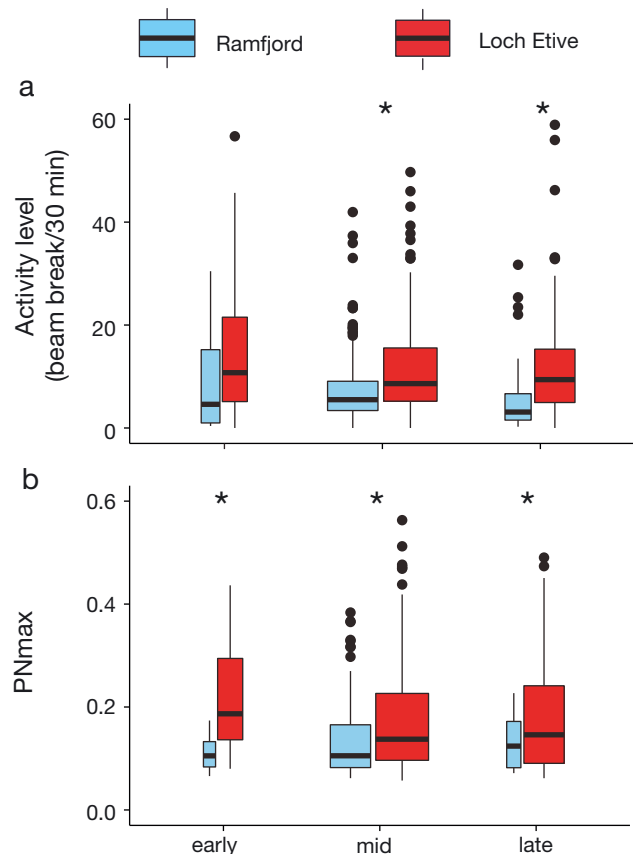 Ramfjord
Loch Etive
a
* *
60
40
20
0
Activity level
(beam break/30 min)
b
* * *
0.6
0.4
0.2
0.0
PNmax
early mid late